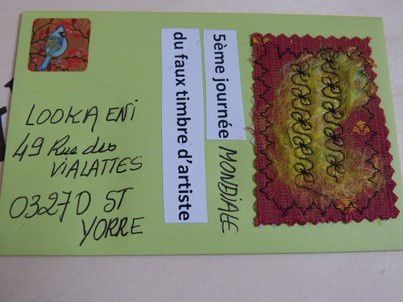 5ème journée MONDIALE
du faux timbre d'artiste
LOOKA ENI
49 Rue des
VIALATTES
03270 ST
YORRE